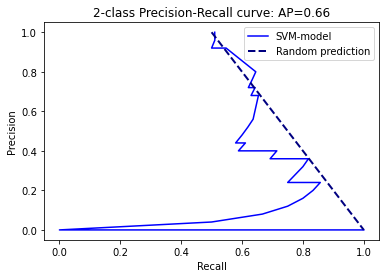 2-class Precision-Recall curve: AP=0.66
SVM-model
Random prediction
Precision
1.0
0.8
0.6
0.4
0.2
0.0
0.0 0.2 0.4 0.6 0.8 1.0
Recall